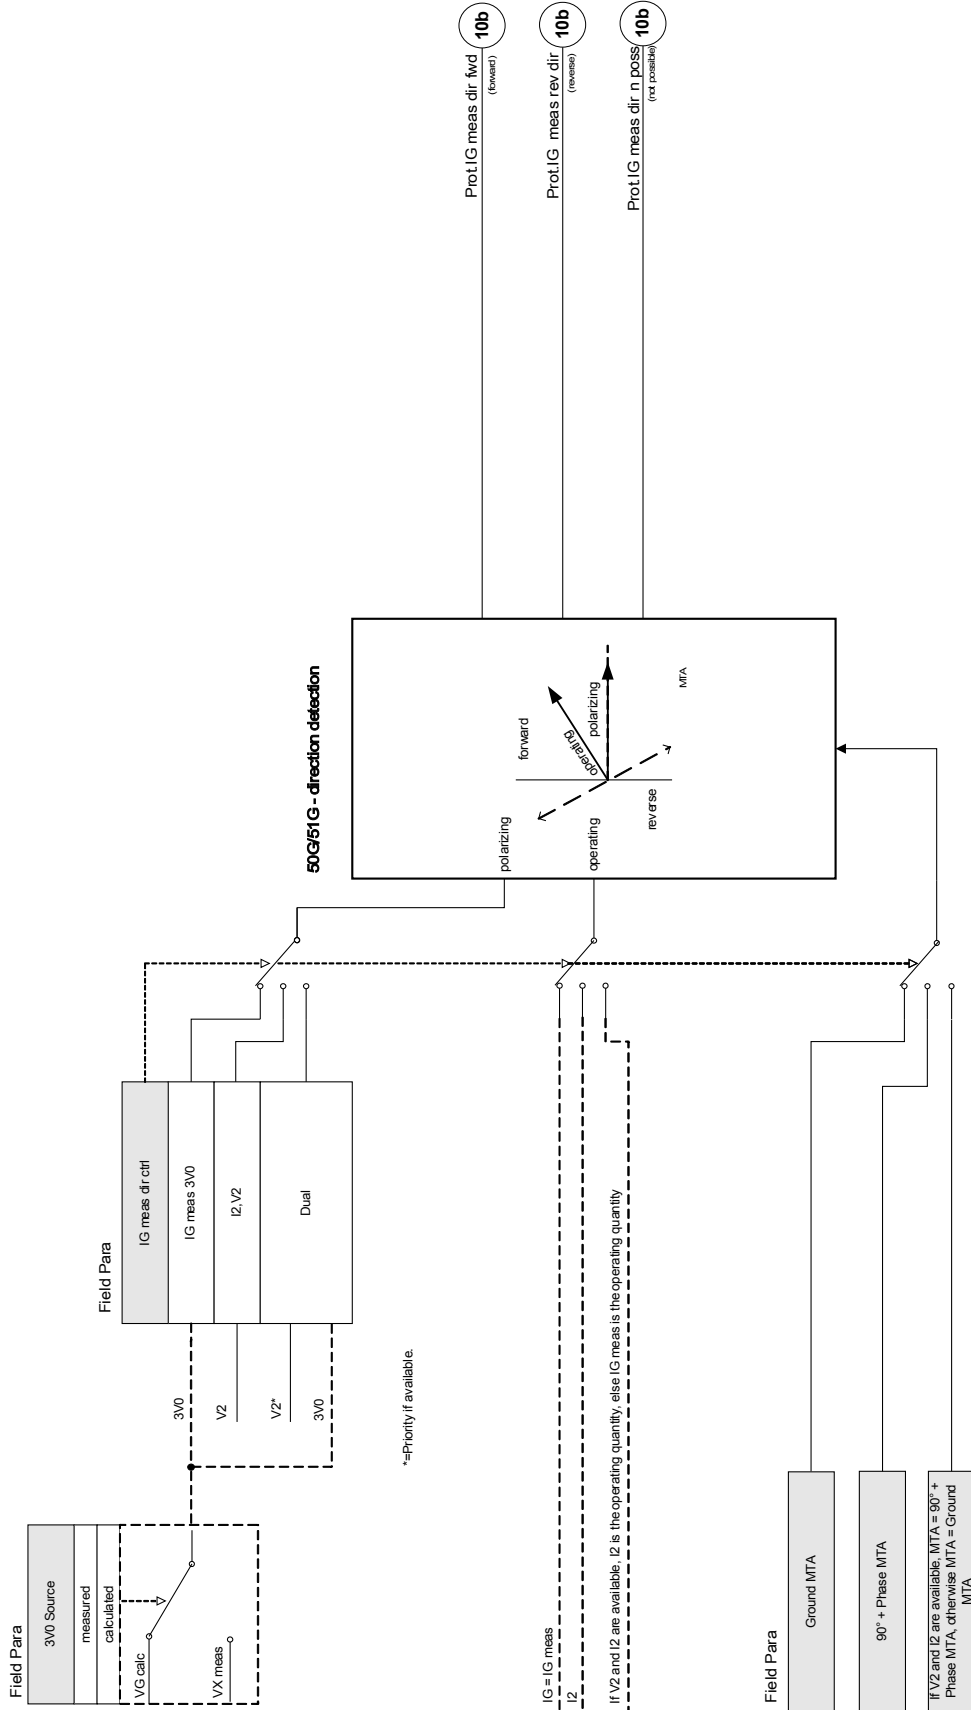 Field Para
3V0 Source
measured
calculated
VG calc
VX meas
3V0
V2
V2*
3V0
Field Para
IG meas dir ctrl
IG meas 3V0
I2,V2
Dual
*=Priority if available.
IG = IG meas
I2
If V2 and I2 are available, I2 is the operating quantity, else IG meas is the operating quantity
Field Para
Ground MTA
90° + Phase MTA
If V2 and I2 are available, MTA = 90° +
Phase MTA, otherwise MTA = Ground
MTA
50G/51G - direction detection
polarizing
operating
forward
reverse
operating
polarizing
MTA
Prot.IG meas dir fwd
(forward)
10b
Prot.IG meas rev dir
(reverse)
10b
Prot.IG meas dir n poss
(not possible)
10b